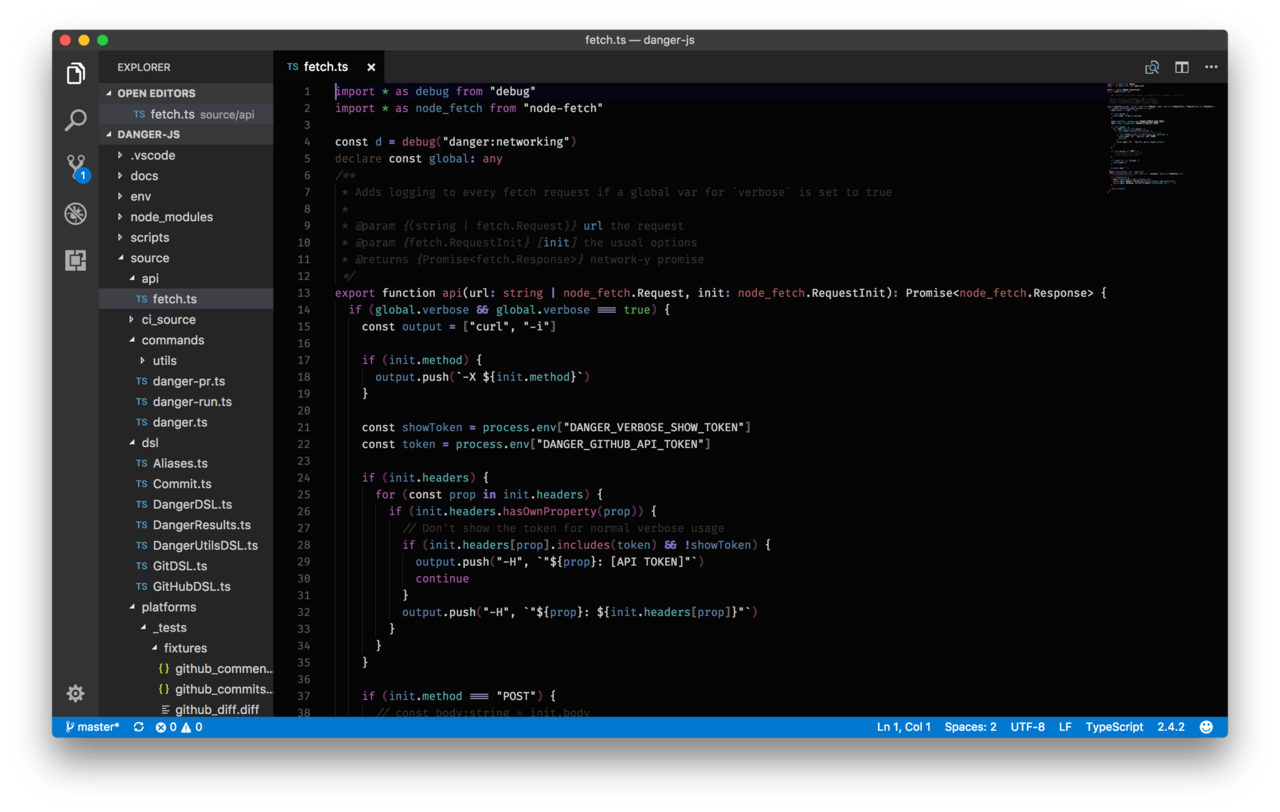 fetch.ts — danger-js
EXPLORER
OPEN EDITORS
TS fetch.ts source/api
DANGER-JS
.vscode
docs
env
node_modules
scripts
source
api
TS fetch.ts
ci_source
commands
utils
TS danger-pr.ts
TS danger-run.ts
TS danger.ts
dsl
TS Aliases.ts
TS Commit.ts
TS DangerDSL.ts
TS DangerResults.ts
TS DangerUtilsDSL.ts
TS GitDSL.ts
TS GitHubDSL.ts
platforms
_tests
fixtures
{} github_commen...
{} github_commits...
github_diff.diff
1
TS fetch.ts ×
1 import * as debug from "debug"
2 import * as node_fetch from "node-fetch"
3
4 const d = debug("danger:networking")
5 declare const global: any
6 /**
7  * Adds logging to every fetch request if a global var for `verbose` is set to true
8  *
9  * @param {(string | fetch.Request)} url the request
10  * @param {fetch.RequestInit} [init] the usual options
11  * @returns {Promise<fetch.Response>} network-y promise
12  */
13 export function api(url: string | node_fetch.Request, init: node_fetch.RequestInit): Promise<node_fetch.Response> {
14   if (global.verbose && global.verbose === true) {
15     const output = ["curl", "-i"]
16
17     if (init.method) {
18       output.push(`-X ${init.method}`)
19     }
20
21     const showToken = process.env["DANGER_VERBOSE_SHOW_TOKEN"]
22     const token = process.env["DANGER_GITHUB_API_TOKEN"]
23
24     if (init.headers) {
25       for (const prop in init.headers) {
26         if (init.headers.hasOwnProperty(prop)) {
27           // Don't show the token for normal verbose usage
28           if (init.headers[prop].includes(token) && !showToken) {
29             output.push("-H", `"${prop}: [API TOKEN]"`)
30             continue
31           }
32           output.push("-H", `"${prop}: ${init.headers[prop]}"`)
33         }
34       }
35     }
36
37     if (init.method === "POST") {
38       // const body:string = init.body
master* 0 0
Ln 1, Col 1 Spaces: 2 UTF-8 LF TypeScript 2.4.2